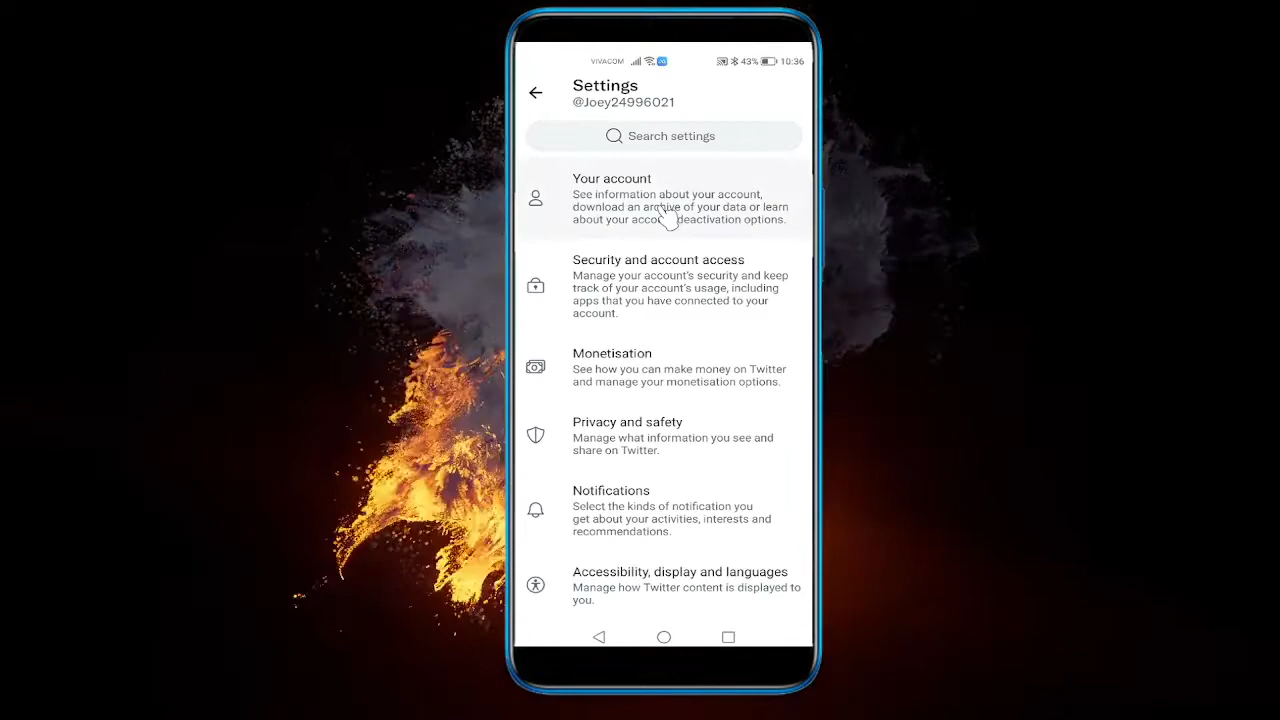 VIVACOM 43% 10:36
Settings
@Joey24996021
Search settings
Your account
See information about your account,
download an archive of your data or learn
about your account deactivation options.
Security and account access
Manage your account's security and keep
track of your account's usage, including
apps that you have connected to your
account.
Monetisation
See how you can make money on Twitter
and manage your monetisation options.
Privacy and safety
Manage what information you see and
share on Twitter.
Notifications
Select the kinds of notification you
get about your activities, interests and
recommendations.
Accessibility, display and languages
Manage how Twitter content is displayed to
you.